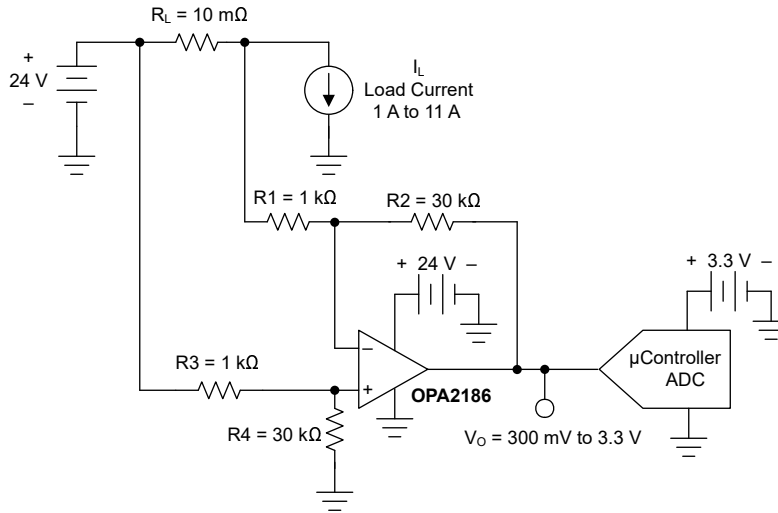 R_L = 10 mΩ
+
24 V
–
I_L
Load Current
1 A to 11 A
R1 = 1 kΩ
R2 = 30 kΩ
+ 24 V –
+ 3.3 V –
R3 = 1 kΩ
–
+
OPA2186
µController
ADC
R4 = 30 kΩ
V_O = 300 mV to 3.3 V